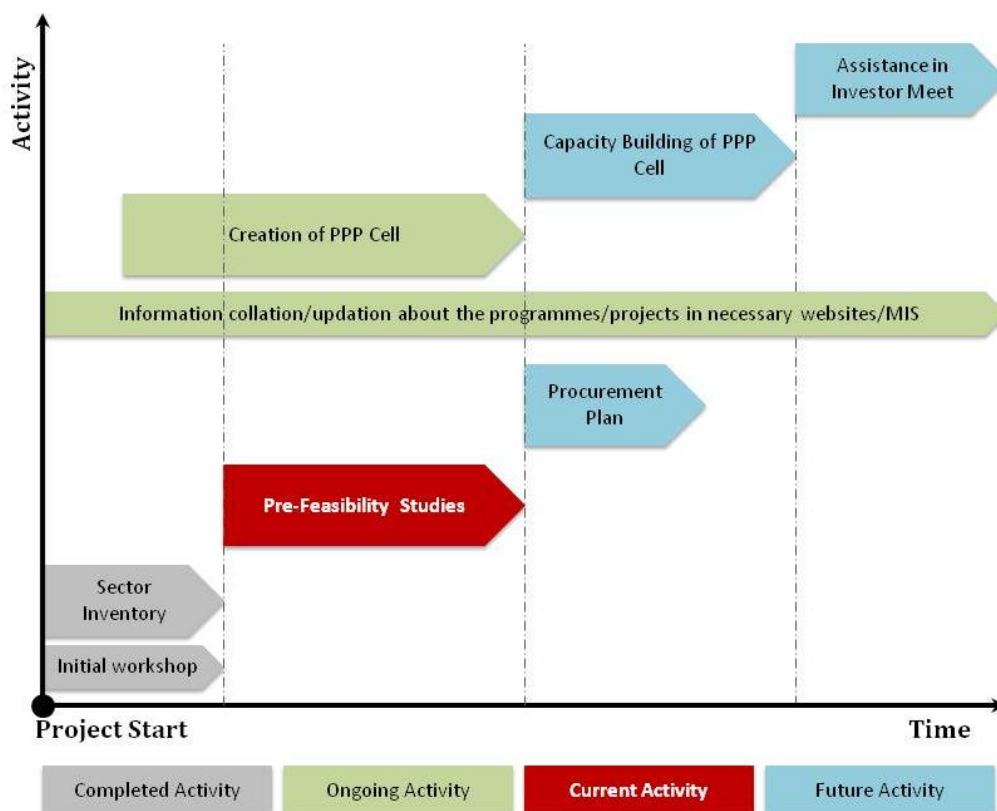 Activity
Assistance in
Investor Meet
Capacity Building of PPP
Cell
Creation of PPP Cell
Information collation/updation about the programmes/projects in necessary websites/MIS
Procurement
Plan
Pre-Feasibility Studies
Sector
Inventory
Initial workshop
Project Start
Time
Completed Activity
Ongoing Activity
Current Activity
Future Activity